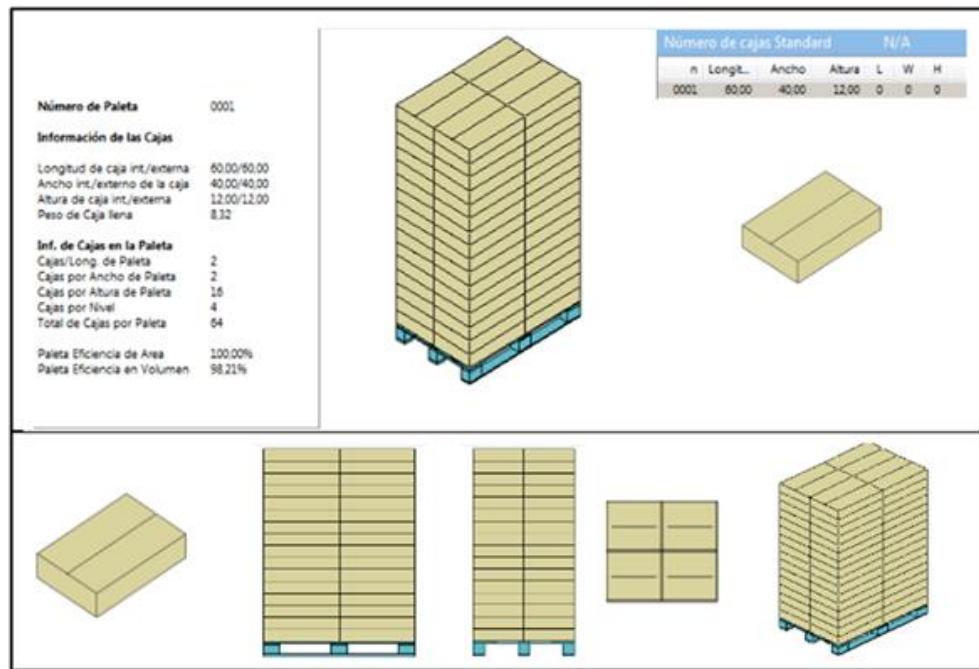 Número de Paleta 0001
Información de las Cajas
Longitud de caja int./externa 60,00/60,00
Ancho int./externo de la caja 40,00/40,00
Altura de caja int./externa 12,00/12,00
Peso de Caja llena 8,32
Inf. de Cajas en la Paleta
Cajas/Long. de Paleta 2
Cajas por Ancho de Paleta 2
Cajas por Altura de Paleta 16
Cajas por Nivel 4
Total de Cajas por Paleta 64
Paleta Eficiencia de Area 100,00%
Paleta Eficiencia en Volumen 98,21%
Número de cajas Standard N/A
n Longit... Ancho Altura L W H
0001 60,00 40,00 12,00 0 0 0